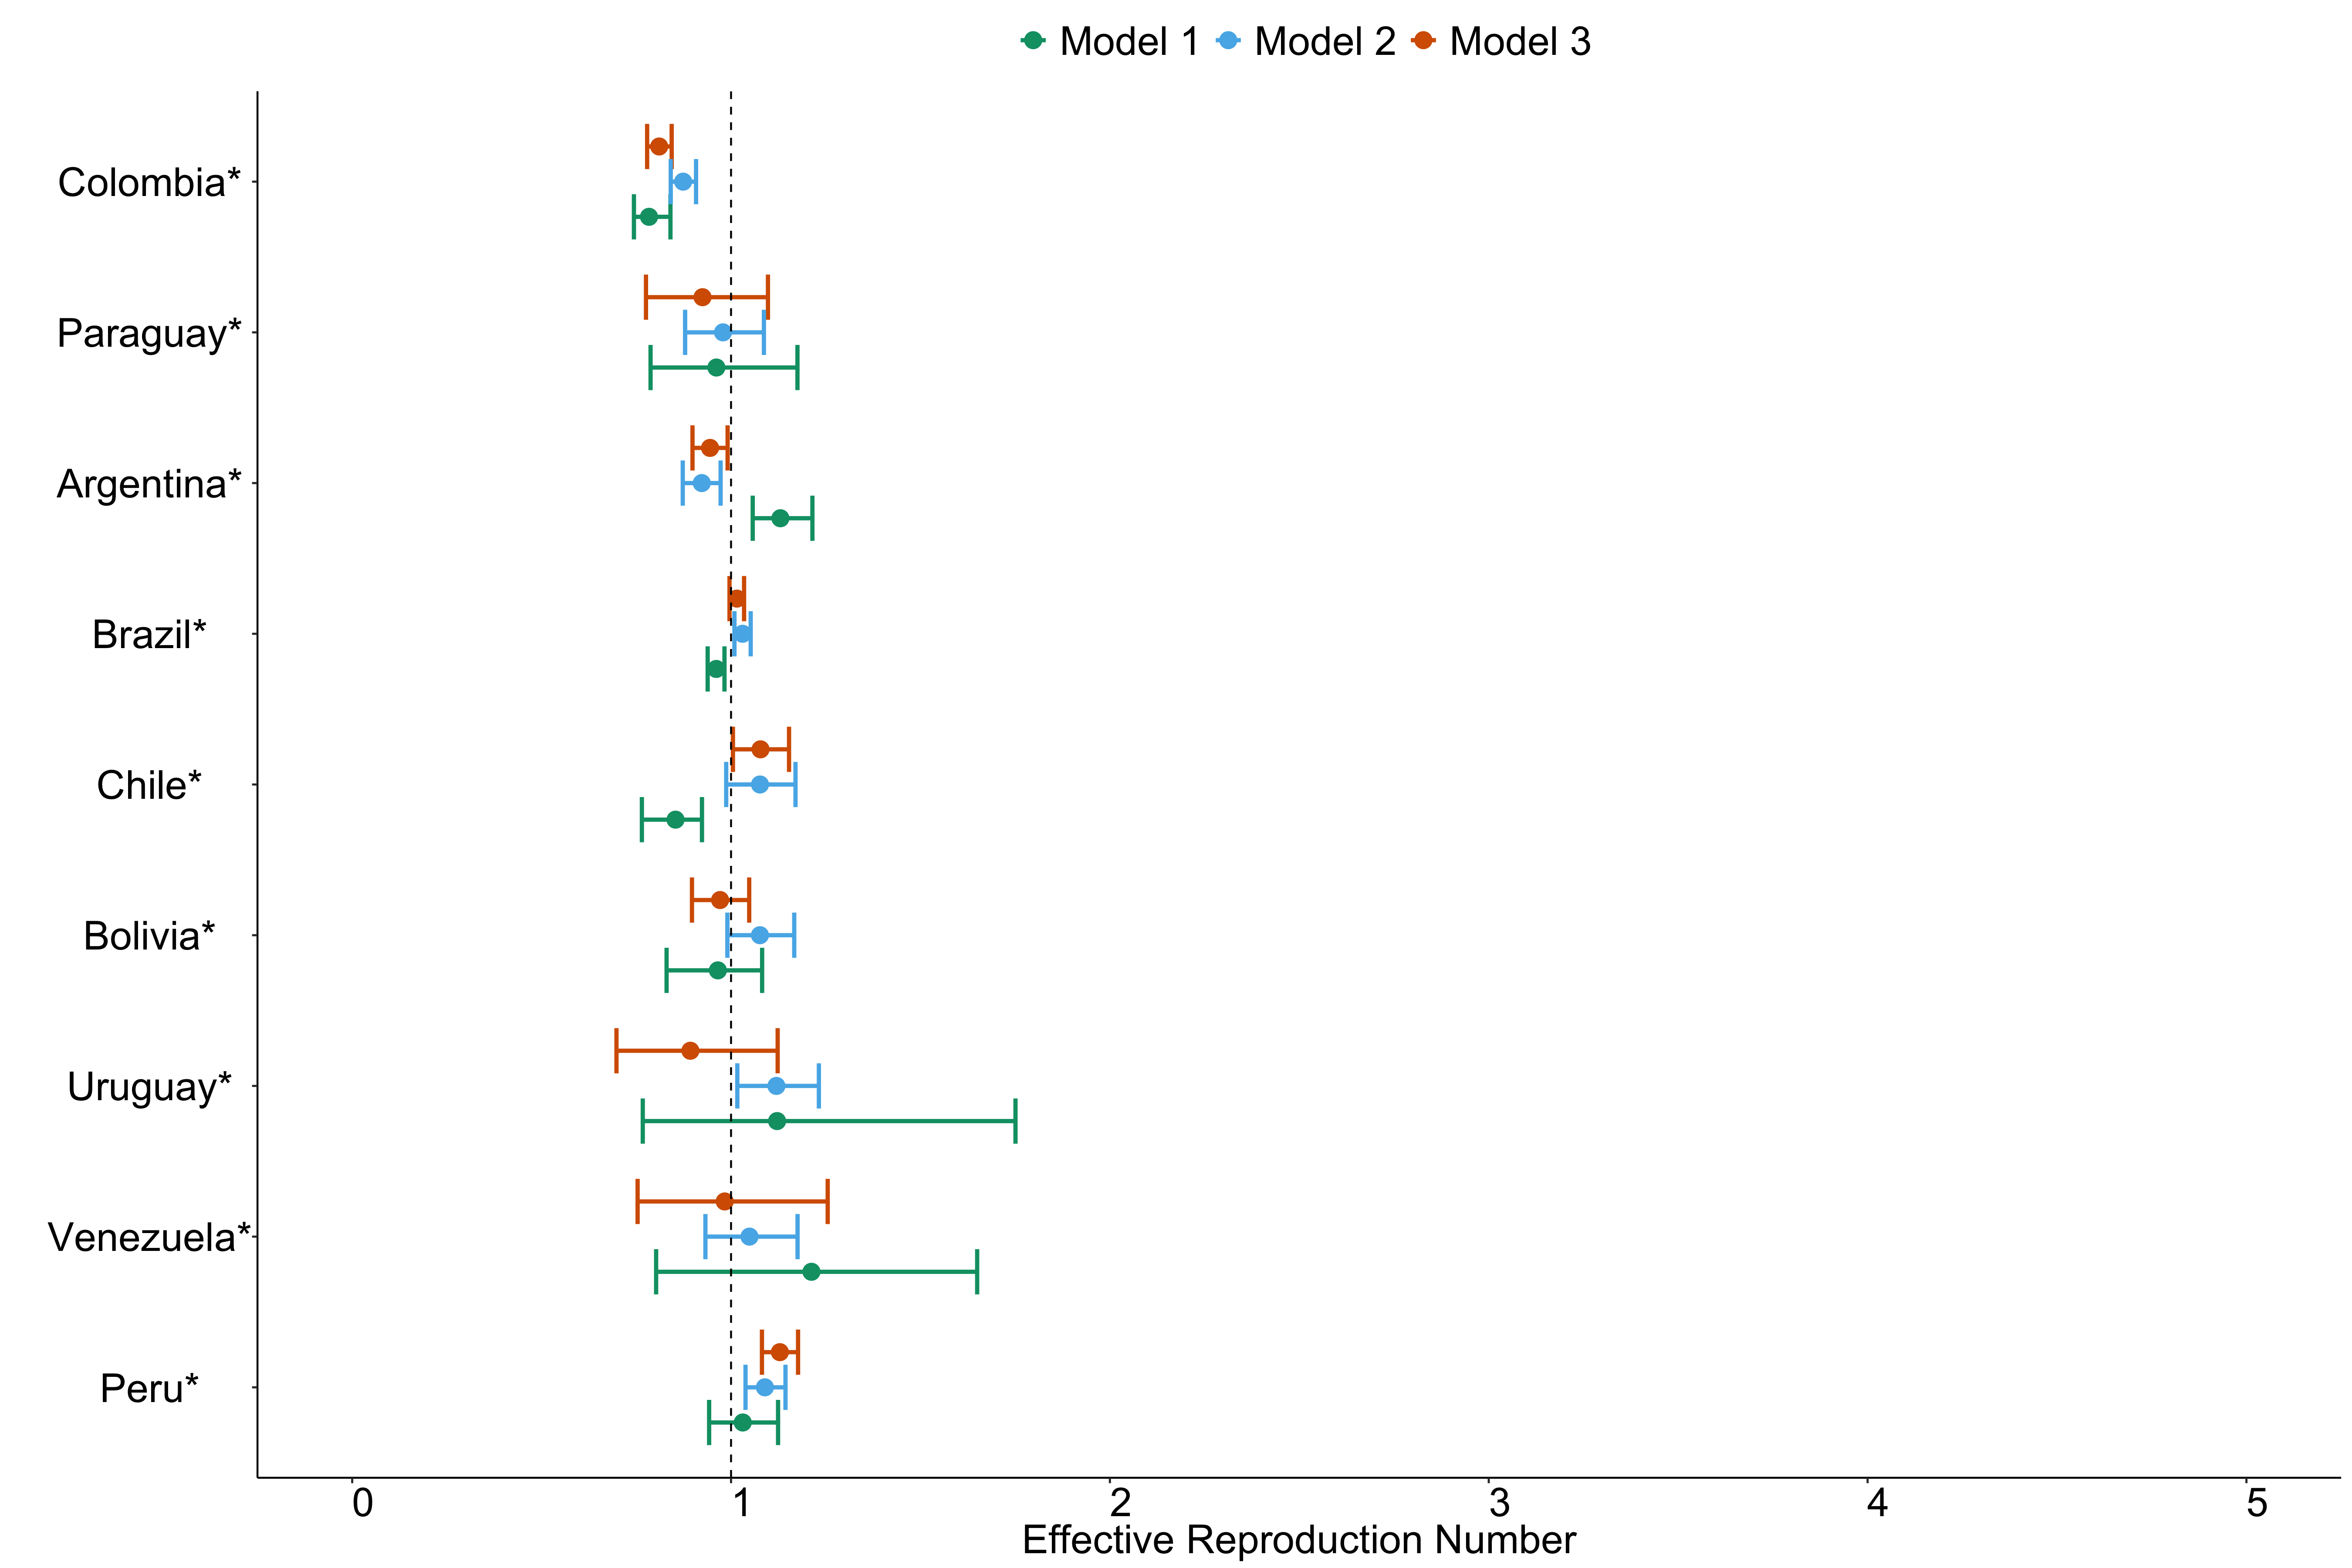 Model 1 Model 2 Model 3
Colombia*
Paraguay*
Argentina*
Brazil*
Chile*
Bolivia*
Uruguay*
Venezuela*
Peru*
0 1 2 3 4 5
Effective Reproduction Number